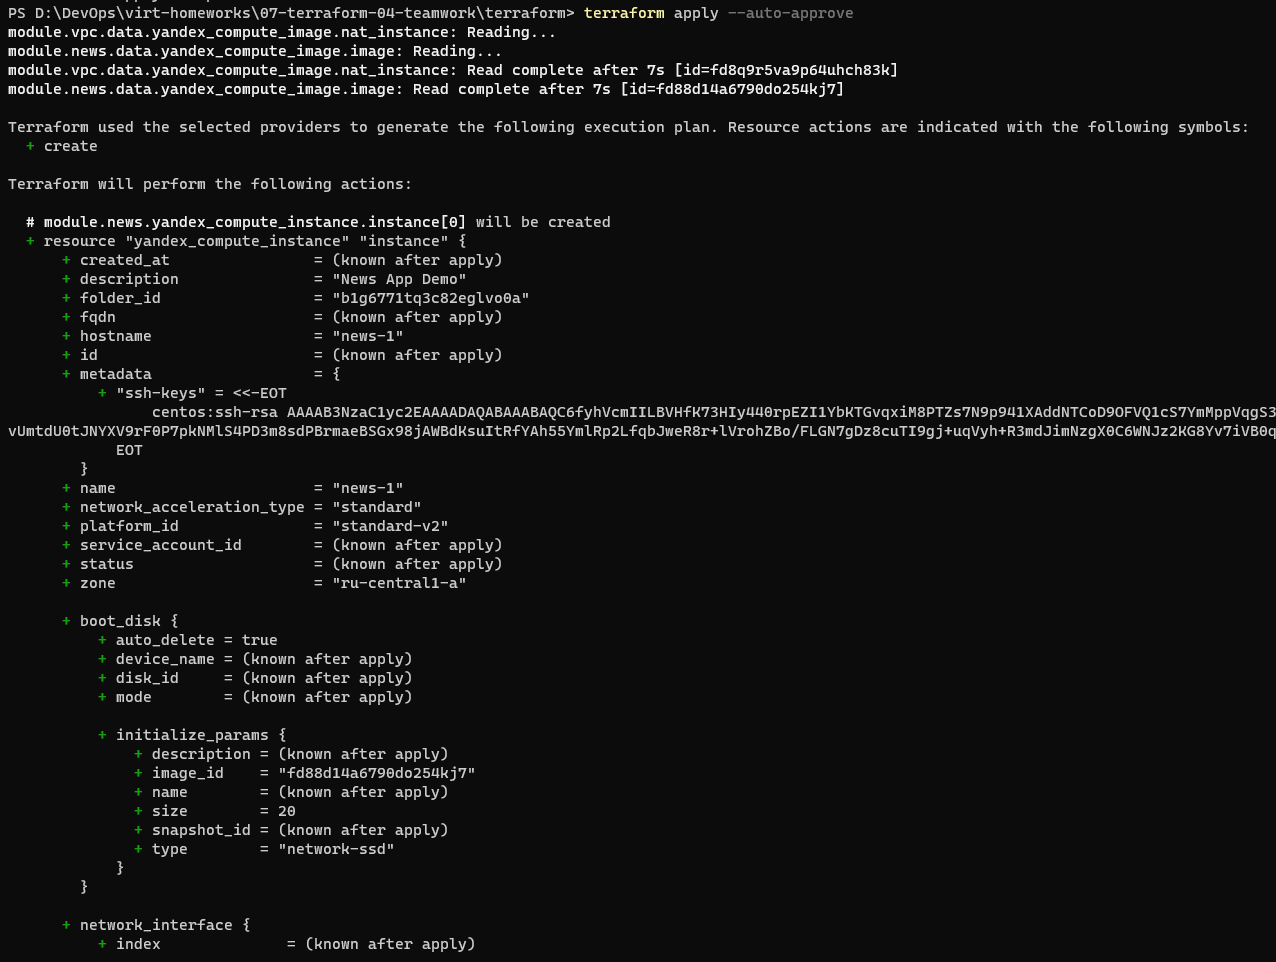 PS D:\DevOps\virt-homeworks\07-terraform-04-teamwork\terraform> terraform apply --auto-approve
module.vpc.data.yandex_compute_image.nat_instance: Reading...
module.news.data.yandex_compute_image.image: Reading...
module.vpc.data.yandex_compute_image.nat_instance: Read complete after 7s [id=fd8q9r5va9p64uhch83k]
module.news.data.yandex_compute_image.image: Read complete after 7s [id=fd88d14a6790do254kj7]

Terraform used the selected providers to generate the following execution plan. Resource actions are indicated with the following symbols:
  + create

Terraform will perform the following actions:

  # module.news.yandex_compute_instance.instance[0] will be created
  + resource "yandex_compute_instance" "instance" {
      + created_at                = (known after apply)
      + description               = "News App Demo"
      + folder_id                 = "b1g6771tq3c82eglvo0a"
      + fqdn                      = (known after apply)
      + hostname                  = "news-1"
      + id                        = (known after apply)
      + metadata                  = {
          + "ssh-keys" = <<-EOT
                centos:ssh-rsa AAAAB3NzaC1yc2EAAAADAQABAAABAQC6fyhVcmIILBVHfK73HIy440rpEZI1YbKTGvqxiM8PTZs7N9p941XAddNTCoD9OFVQ1cS7YmMppVqgS3
vUmtdU0tJNYXV9rF0P7pkNMlS4PD3m8sdPBrmaeBSGx98jAWBdKsuItRfYAh55YmlRp2LfqbJweR8r+lVrohZBo/FLGN7gDz8cuTI9gj+uqVyh+R3mdJimNzgX0C6WNJz2KG8Yv7iVB0q
            EOT
        }
      + name                      = "news-1"
      + network_acceleration_type = "standard"
      + platform_id               = "standard-v2"
      + service_account_id        = (known after apply)
      + status                    = (known after apply)
      + zone                      = "ru-central1-a"

      + boot_disk {
          + auto_delete = true
          + device_name = (known after apply)
          + disk_id     = (known after apply)
          + mode        = (known after apply)

          + initialize_params {
              + description = (known after apply)
              + image_id    = "fd88d14a6790do254kj7"
              + name        = (known after apply)
              + size        = 20
              + snapshot_id = (known after apply)
              + type        = "network-ssd"
            }
        }

      + network_interface {
          + index              = (known after apply)